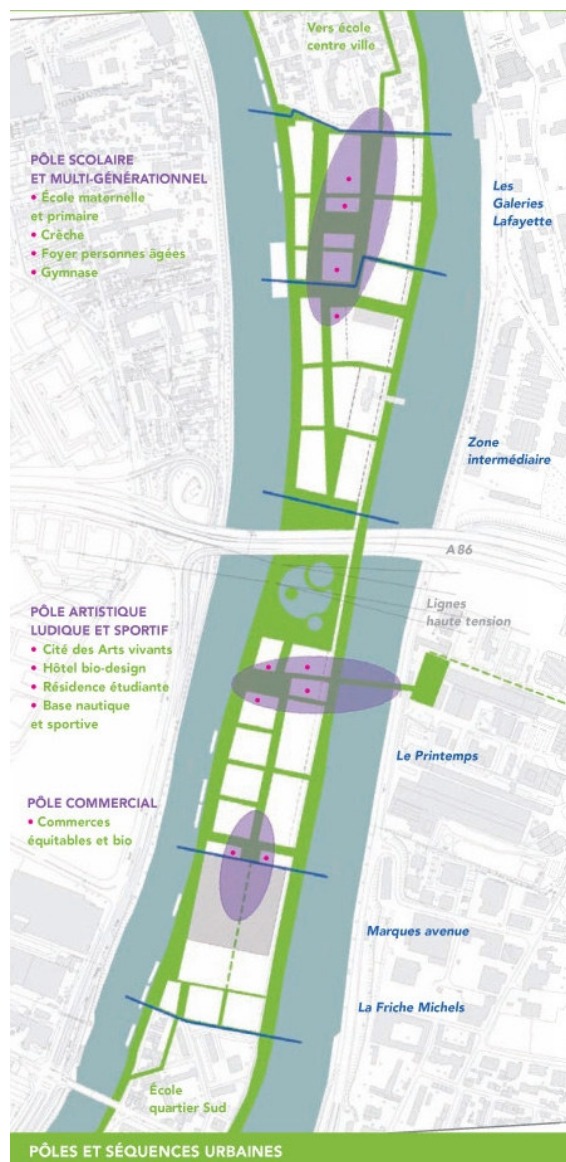 Vers école
centre ville
PÔLE SCOLAIRE
ET MULTI-GÉNÉRATIONNEL
• École maternelle
et primaire
• Crêche
• Foyer personnes âgées
• Gymnase
Les
Galeries
Lafayette
Zone
intermédiaire
A 86
Lignes
haute tension
PÔLE ARTISTIQUE
LUDIQUE ET SPORTIF
• Cité des Arts vivants
• Hôtel bio-design
• Résidence étudiante
• Base nautique
et sportive
Le Printemps
PÔLE COMMERCIAL
• Commerces
équitables et bio
Marques avenue
La Friche Michels
École
quartier Sud
PÔLES ET SÉQUENCES URBAINES